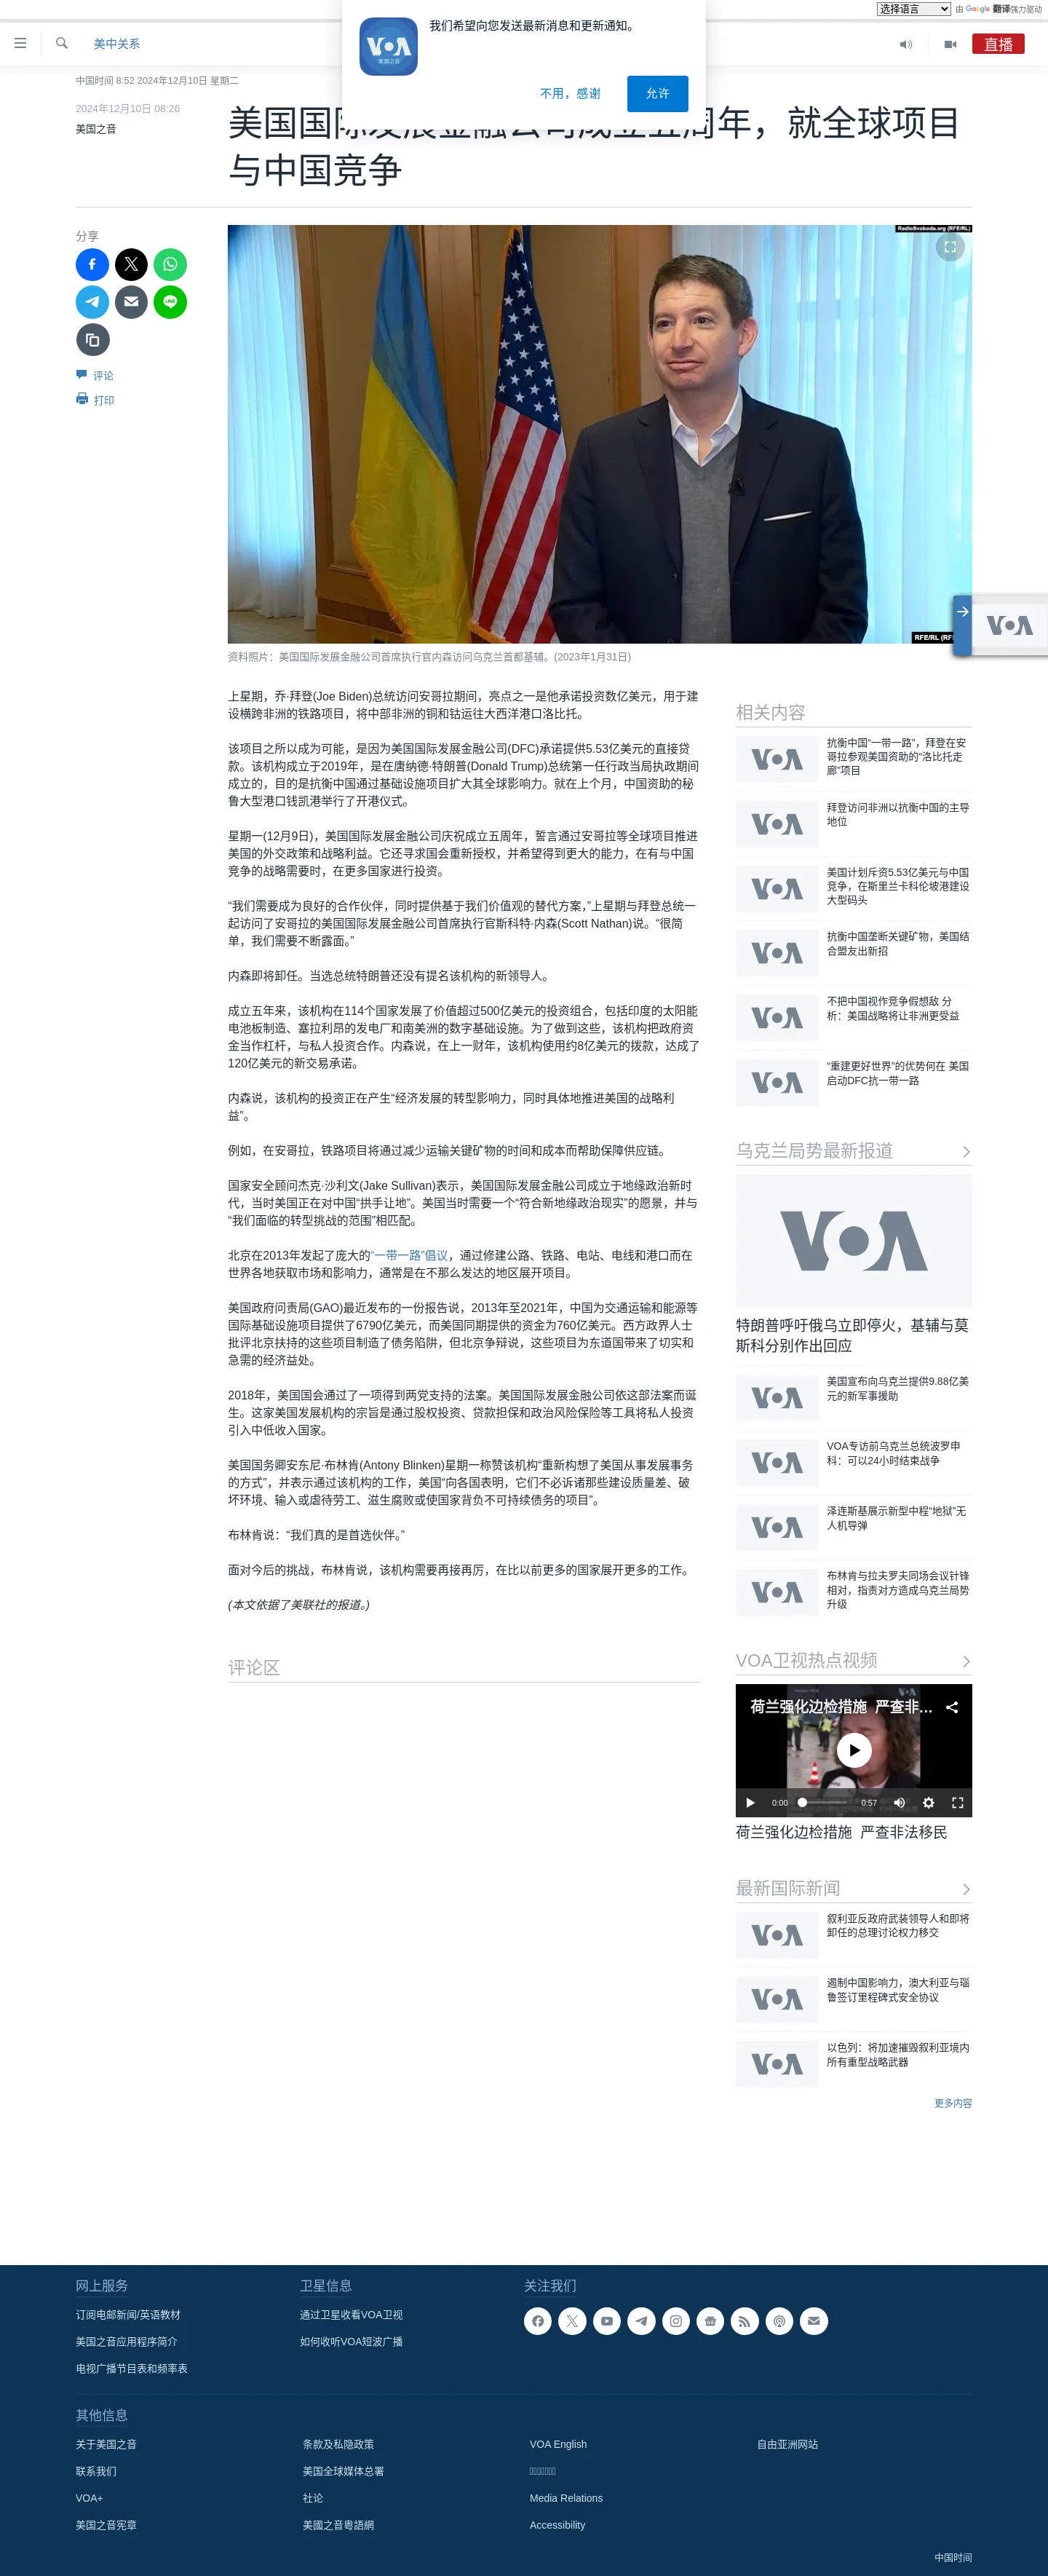 选择语言 由 Google 翻译强力驱动
我们希望向您发送最新消息和更新通知。
VOA
美国之音
不用，感谢 允许
美中关系
直播
中国时间 8:52 2024年12月10日 星期二
2024年12月10日 08:26
美国之音
美国国际发展金融公司成立五周年，就全球项目
与中国竞争
分享
评论
打印
RadioSvoboda.org (RFE/RL)
资料照片：美国国际发展金融公司首席执行官内森访问乌克兰首都基辅。(2023年1月31日)
VOA
上星期，乔·拜登(Joe Biden)总统访问安哥拉期间，亮点之一是他承诺投资数亿美元，用于建
设横跨非洲的铁路项目，将中部非洲的铜和钴运往大西洋港口洛比托。
该项目之所以成为可能，是因为美国国际发展金融公司(DFC)承诺提供5.53亿美元的直接贷
款。该机构成立于2019年，是在唐纳德·特朗普(Donald Trump)总统第一任行政当局执政期间
成立的，目的是抗衡中国通过基础设施项目扩大其全球影响力。就在上个月，中国资助的秘
鲁大型港口钱凯港举行了开港仪式。
星期一(12月9日)，美国国际发展金融公司庆祝成立五周年，誓言通过安哥拉等全球项目推进
美国的外交政策和战略利益。它还寻求国会重新授权，并希望得到更大的能力，在有与中国
竞争的战略需要时，在更多国家进行投资。
“我们需要成为良好的合作伙伴，同时提供基于我们价值观的替代方案，”上星期与拜登总统一
起访问了安哥拉的美国国际发展金融公司首席执行官斯科特·内森(Scott Nathan)说。“很简
单，我们需要不断露面。”
内森即将卸任。当选总统特朗普还没有提名该机构的新领导人。
成立五年来，该机构在114个国家发展了价值超过500亿美元的投资组合，包括印度的太阳能
电池板制造、塞拉利昂的发电厂和南美洲的数字基础设施。为了做到这些，该机构把政府资
金当作杠杆，与私人投资合作。内森说，在上一财年，该机构使用约8亿美元的拨款，达成了
120亿美元的新交易承诺。
内森说，该机构的投资正在产生“经济发展的转型影响力，同时具体地推进美国的战略利
益”。
例如，在安哥拉，铁路项目将通过减少运输关键矿物的时间和成本而帮助保障供应链。
国家安全顾问杰克·沙利文(Jake Sullivan)表示，美国国际发展金融公司成立于地缘政治新时
代，当时美国正在对中国“拱手让地”。美国当时需要一个“符合新地缘政治现实”的愿景，并与
“我们面临的转型挑战的范围”相匹配。
北京在2013年发起了庞大的“一带一路”倡议，通过修建公路、铁路、电站、电线和港口而在
世界各地获取市场和影响力，通常是在不那么发达的地区展开项目。
美国政府问责局(GAO)最近发布的一份报告说，2013年至2021年，中国为交通运输和能源等
国际基础设施项目提供了6790亿美元，而美国同期提供的资金为760亿美元。西方政界人士
批评北京扶持的这些项目制造了债务陷阱，但北京争辩说，这些项目为东道国带来了切实和
急需的经济益处。
2018年，美国国会通过了一项得到两党支持的法案。美国国际发展金融公司依这部法案而诞
生。这家美国发展机构的宗旨是通过股权投资、贷款担保和政治风险保险等工具将私人投资
引入中低收入国家。
美国国务卿安东尼·布林肯(Antony Blinken)星期一称赞该机构“重新构想了美国从事发展事务
的方式”，并表示通过该机构的工作，美国“向各国表明，它们不必诉诸那些建设质量差、破
坏环境、输入或虐待劳工、滋生腐败或使国家背负不可持续债务的项目”。
布林肯说：“我们真的是首选伙伴。”
面对今后的挑战，布林肯说，该机构需要再接再厉，在比以前更多的国家展开更多的工作。
(本文依据了美联社的报道。)
评论区
相关内容
VOA 抗衡中国“一带一路”，拜登在安
哥拉参观美国资助的“洛比托走
廊”项目
VOA 拜登访问非洲以抗衡中国的主导
地位
VOA 美国计划斥资5.53亿美元与中国
竞争，在斯里兰卡科伦坡港建设
大型码头
VOA 抗衡中国垄断关键矿物，美国结
合盟友出新招
VOA 不把中国视作竞争假想敌 分
析：美国战略将让非洲更受益
VOA “重建更好世界”的优势何在 美国
启动DFC抗一带一路
乌克兰局势最新报道
VOA
特朗普呼吁俄乌立即停火，基辅与莫
斯科分别作出回应
VOA 美国宣布向乌克兰提供9.88亿美
元的新军事援助
VOA VOA专访前乌克兰总统波罗申
科：可以24小时结束战争
VOA 泽连斯基展示新型中程“地狱”无
人机导弹
VOA 布林肯与拉夫罗夫同场会议针锋
相对，指责对方造成乌克兰局势
升级
VOA卫视热点视频
荷兰强化边检措施 严查非...
VOA
0:00 0:57
荷兰强化边检措施 严查非法移民
最新国际新闻
VOA 叙利亚反政府武装领导人和即将
卸任的总理讨论权力移交
VOA 遏制中国影响力，澳大利亚与瑙
鲁签订里程碑式安全协议
VOA 以色列：将加速摧毁叙利亚境内
所有重型战略武器
更多内容
网上服务
订阅电邮新闻/英语教材
美国之音应用程序简介
电视广播节目表和频率表
卫星信息
通过卫星收看VOA卫视
如何收听VOA短波广播
关注我们
其他信息
关于美国之音
联系我们
VOA+
美国之音宪章
条款及私隐政策
美国全球媒体总署
社论
美國之音粵語網
VOA English
Media Relations
Accessibility
自由亚洲网站
中国时间